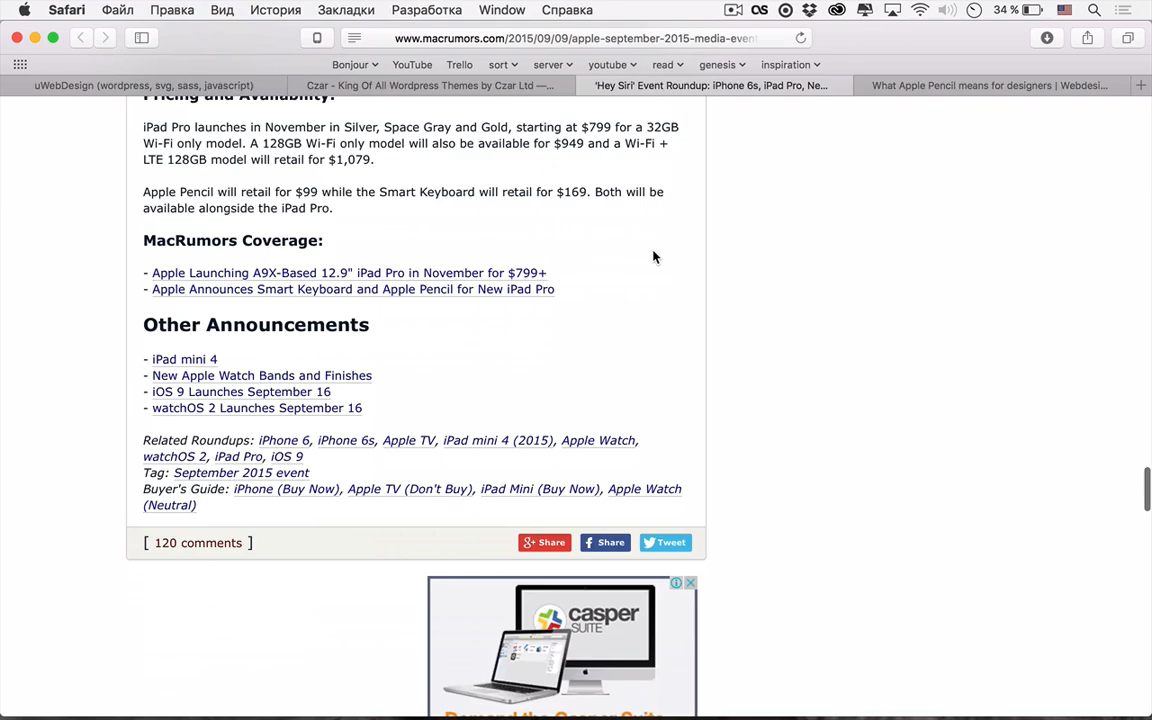 Safari Файл Правка Вид История Закладки Разработка Window Справка 34 %
www.macrumors.com/2015/09/09/apple-september-2015-media-even
Bonjour YouTube Trello sort server youtube read genesis inspiration
uWebDesign (wordpress, svg, sass, javascript) Czar - King Of All Wordpress Themes by Czar Ltd —... 'Hey Siri' Event Roundup: iPhone 6s, iPad Pro, Ne... What Apple Pencil means for designers | Webdesi...
Pricing and Availability:
iPad Pro launches in November in Silver, Space Gray and Gold, starting at $799 for a 32GB
Wi-Fi only model. A 128GB Wi-Fi only model will also be available for $949 and a Wi-Fi +
LTE 128GB model will retail for $1,079.
Apple Pencil will retail for $99 while the Smart Keyboard will retail for $169. Both will be
available alongside the iPad Pro.
MacRumors Coverage:
- Apple Launching A9X-Based 12.9" iPad Pro in November for $799+
- Apple Announces Smart Keyboard and Apple Pencil for New iPad Pro
Other Announcements
- iPad mini 4
- New Apple Watch Bands and Finishes
- iOS 9 Launches September 16
- watchOS 2 Launches September 16
Related Roundups: iPhone 6, iPhone 6s, Apple TV, iPad mini 4 (2015), Apple Watch,
watchOS 2, iPad Pro, iOS 9
Tag: September 2015 event
Buyer's Guide: iPhone (Buy Now), Apple TV (Don't Buy), iPad Mini (Buy Now), Apple Watch
(Neutral)
[ 120 comments ] g+ Share f Share Tweet
casper
SUITE
Demand the Casper Suite